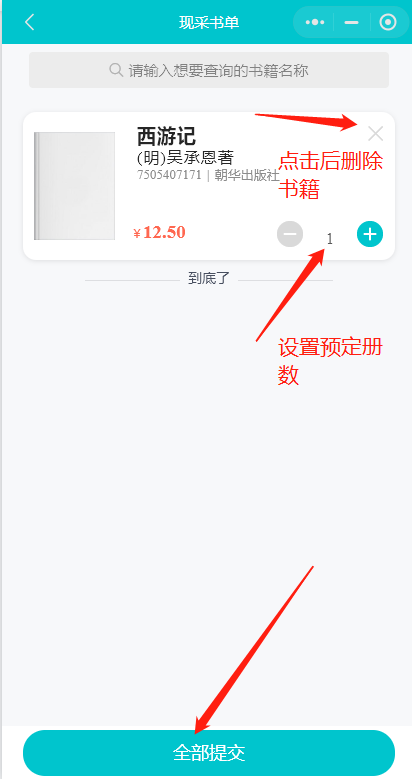 现采书单
请输入想要查询的书籍名称
西游记
(明)吴承恩著
7505407171 | 朝华出版社
点击后删除
书籍
¥12.50
1
到底了
设置预定册
数
全部提交